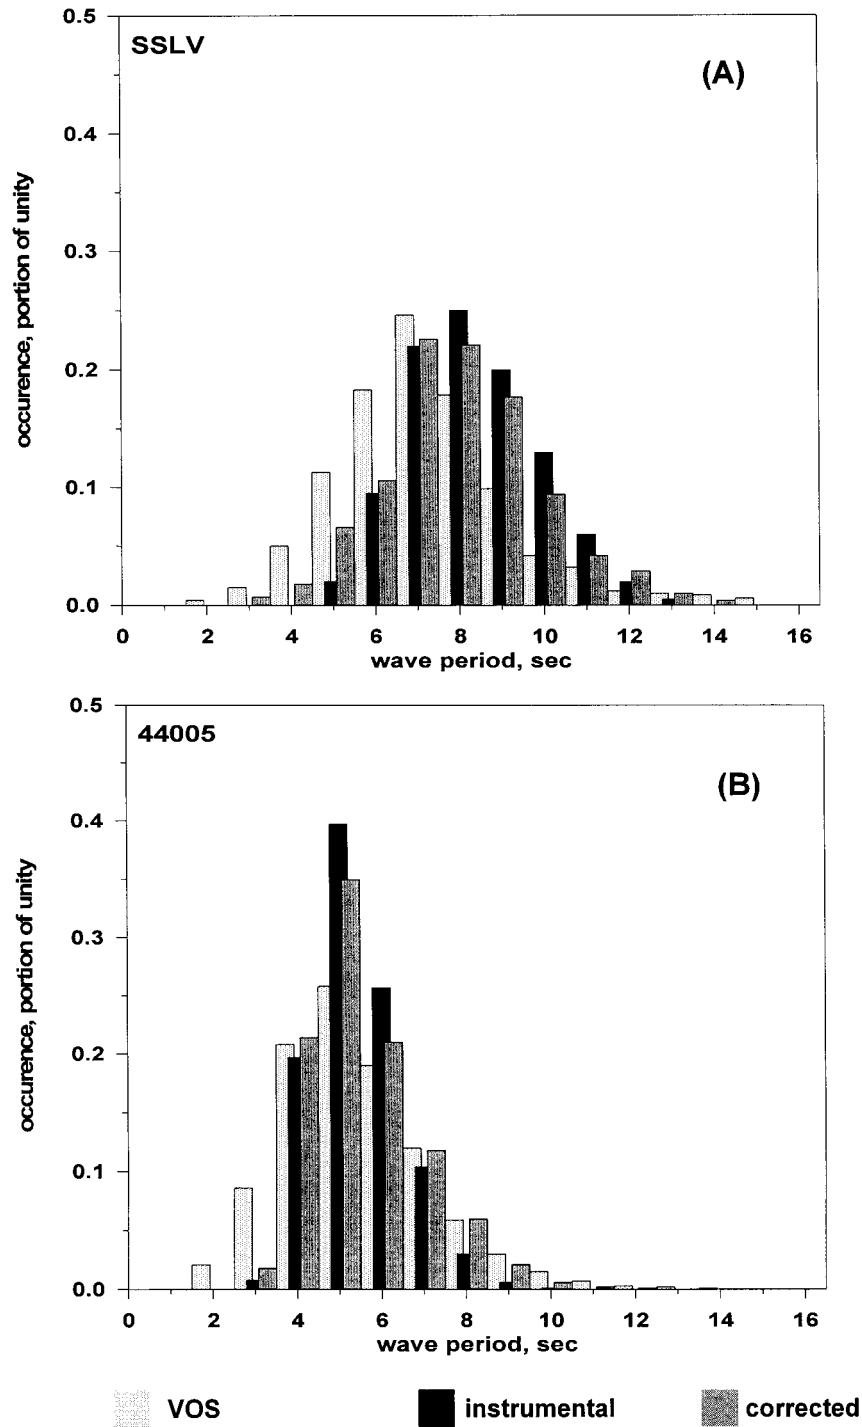 SSLV
(A)
occurence, portion of unity
0.5
0.4
0.3
0.2
0.1
0.0
0 2 4 6 8 10 12 14 16
wave period, sec
44005
(B)
occurence, portion of unity
0.5
0.4
0.3
0.2
0.1
0.0
0 2 4 6 8 10 12 14 16
wave period, sec
VOS instrumental corrected